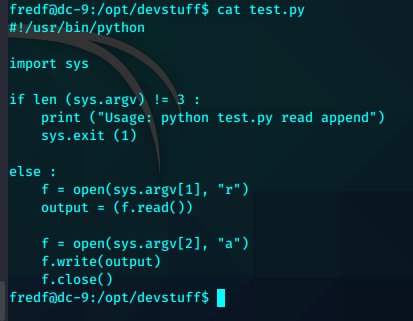 fredf@dc-9:/opt/devstuff$ cat test.py
#!/usr/bin/python

import sys

if len (sys.argv) != 3 :
    print ("Usage: python test.py read append")
    sys.exit (1)

else :
    f = open(sys.argv[1], "r")
    output = (f.read())

    f = open(sys.argv[2], "a")
    f.write(output)
    f.close()
fredf@dc-9:/opt/devstuff$